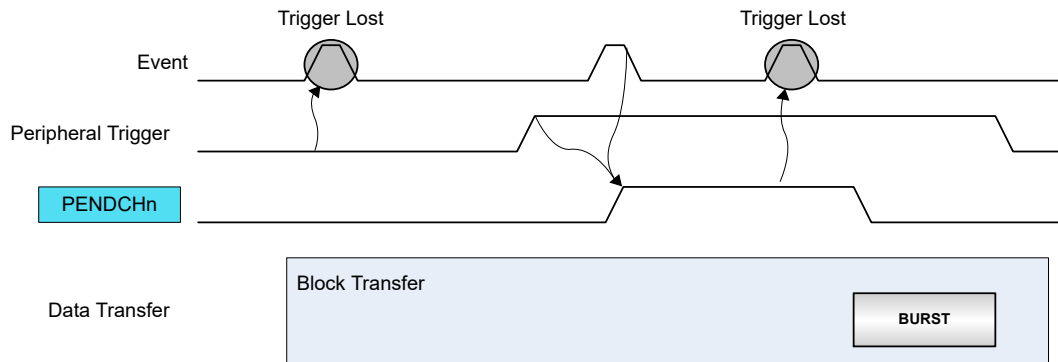 Trigger Lost Trigger Lost
Event
Peripheral Trigger
PENDCHn
Block Transfer
Data Transfer
BURST